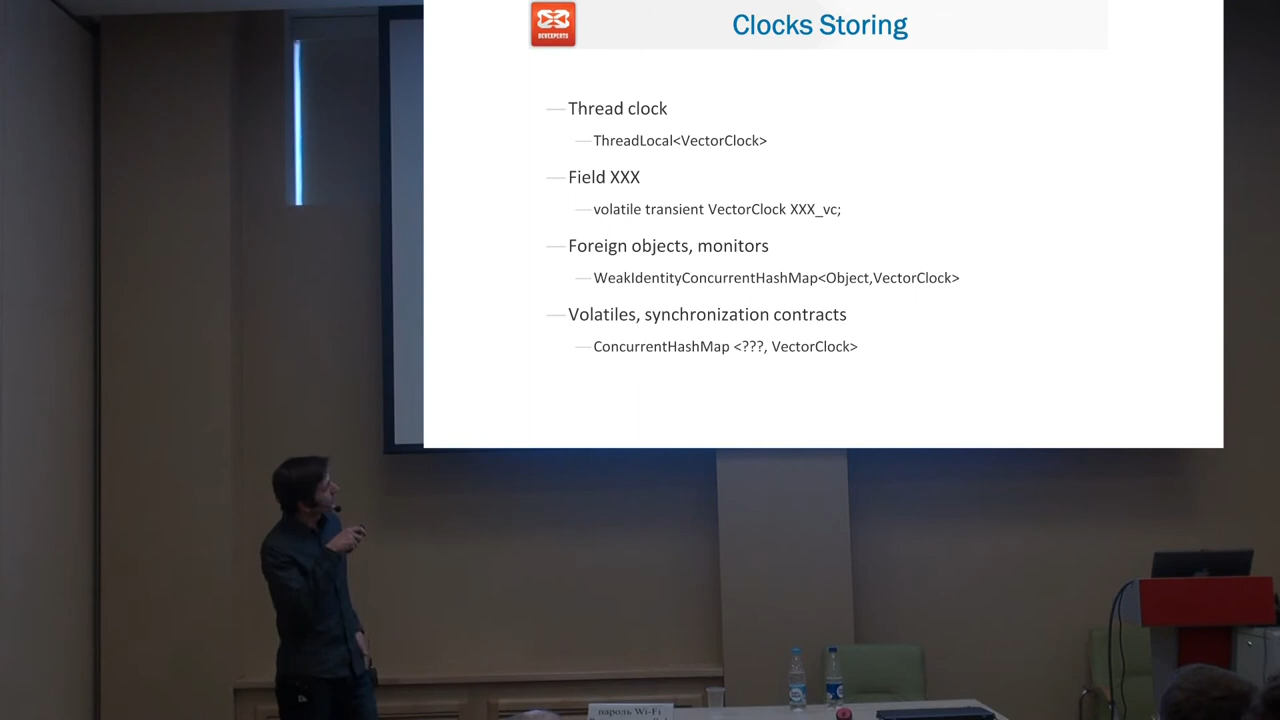 DEVEXPERTS
Clocks Storing
Thread clock
ThreadLocal<VectorClock>
Field XXX
volatile transient VectorClock XXX_vc;
Foreign objects, monitors
WeakIdentityConcurrentHashMap<Object,VectorClock>
Volatiles, synchronization contracts
ConcurrentHashMap <???, VectorClock>
пароль Wi-Fi